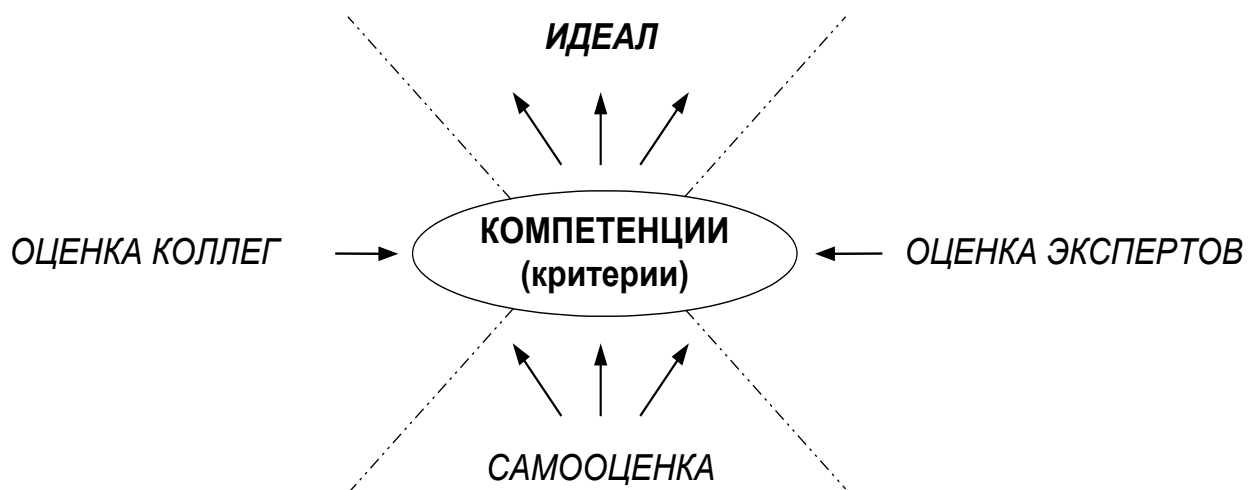 ИДЕАЛ
ОЦЕНКА КОЛЛЕГ
КОМПЕТЕНЦИИ
(критерии)
ОЦЕНКА ЭКСПЕРТОВ
САМООЦЕНКА